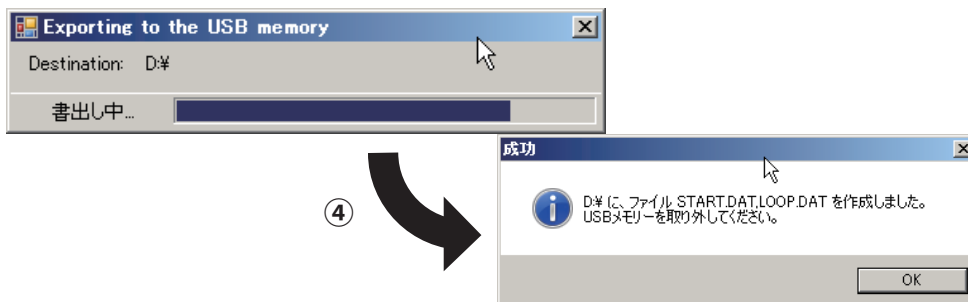 Exporting to the USB memory
Destination: D:¥
書出し中...
④
成功
D:¥ に、ファイル START.DAT,LOOP.DAT を作成しました。
USBメモリーを取り外してください。
OK